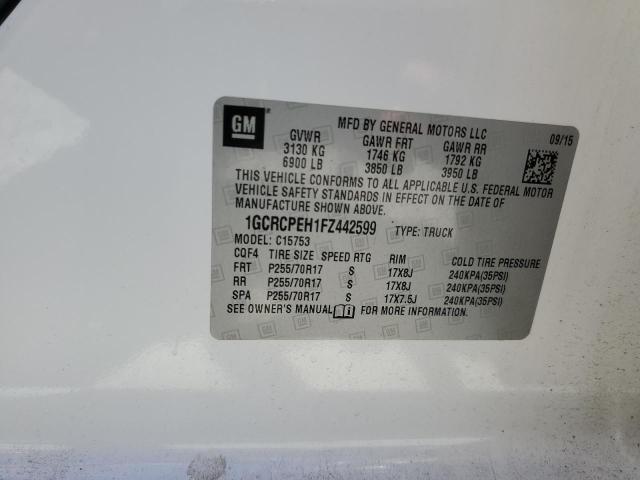 GM
MFD BY GENERAL MOTORS LLC 09/15
GVWR GAWR FRT GAWR RR
3130 KG 1746 KG 1792 KG
6900 LB 3850 LB 3950 LB
THIS VEHICLE CONFORMS TO ALL APPLICABLE U.S. FEDERAL MOTOR
VEHICLE SAFETY STANDARDS IN EFFECT ON THE DATE OF
MANUFACTURE SHOWN ABOVE.
1GCRCPEH1FZ442599 TYPE: TRUCK
MODEL: C15753
CQF4 TIRE SIZE SPEED RTG RIM COLD TIRE PRESSURE
FRT P255/70R17 S 17X8J 240KPA(35PSI)
RR P255/70R17 S 17X8J 240KPA(35PSI)
SPA P255/70R17 S 17X7.5J 240KPA(35PSI)
SEE OWNER'S MANUAL FOR MORE INFORMATION.